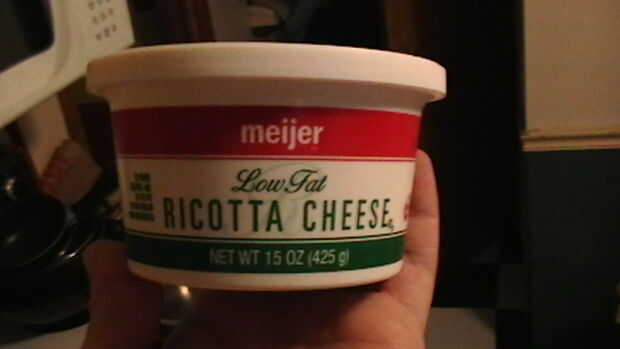 meijer
Low Fat
RICOTTA CHEESE
NET WT 15 OZ (425 g)